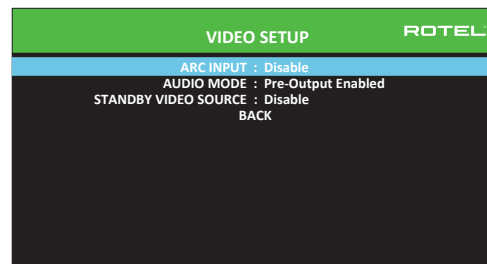 VIDEO SETUP
ROTEL
ARC INPUT : Disable
AUDIO MODE : Pre-Output Enabled
STANDBY VIDEO SOURCE : Disable
BACK